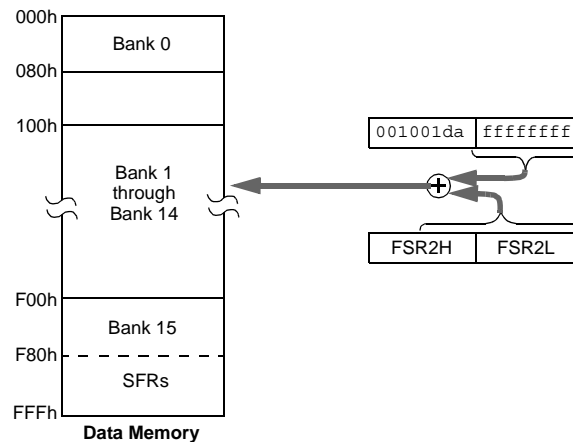 000h
Bank 0
080h
100h
001001da ffffffff
Bank 1
through
Bank 14
FSR2H FSR2L
F00h
Bank 15
F80h
SFRs
FFFh
Data Memory